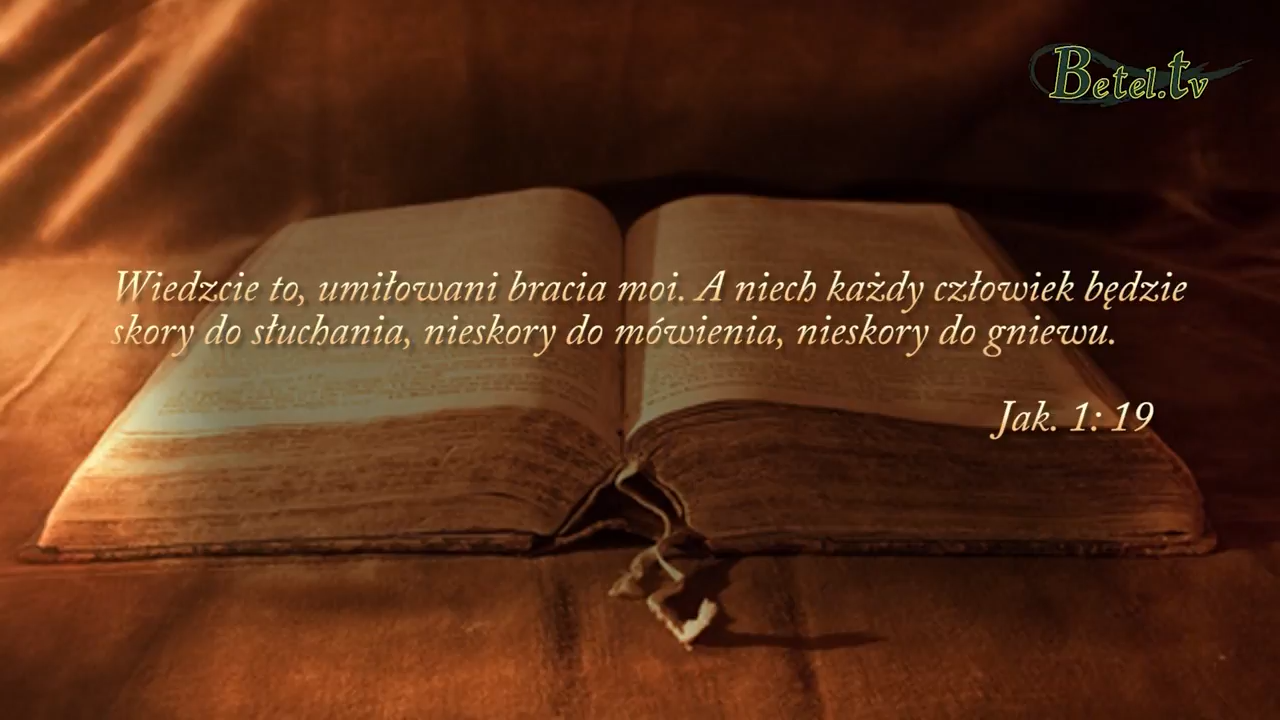 Betel.tv
Wiedzcie to, umiłowani bracia moi. A niech każdy człowiek będzie
skory do słuchania, nieskory do mówienia, nieskory do gniewu.
Jak. 1: 19